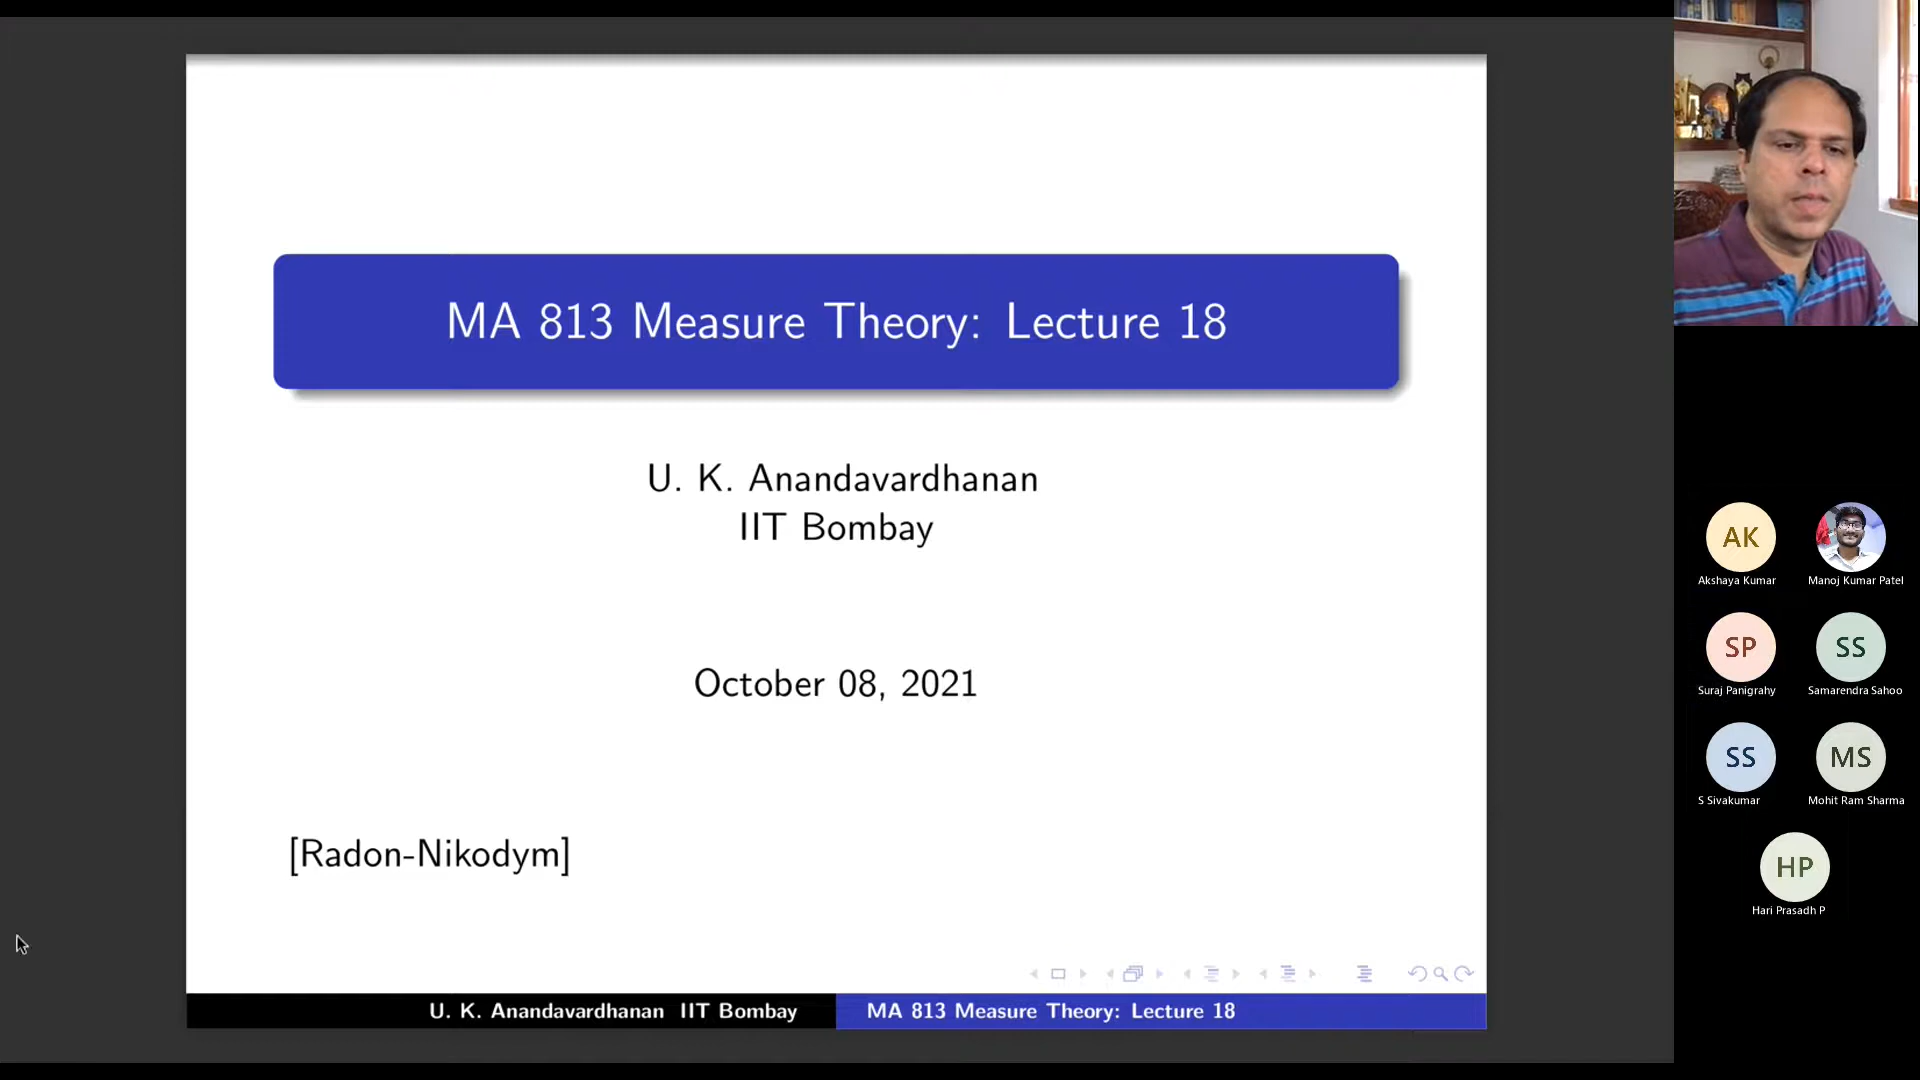 MA 813 Measure Theory: Lecture 18
U. K. Anandavardhanan
IIT Bombay
October 08, 2021
[Radon-Nikodym]
U. K. Anandavardhanan IIT Bombay
MA 813 Measure Theory: Lecture 18
AK
Akshaya Kumar
Manoj Kumar Patel
SP
Suraj Panigrahy
SS
Samarendra Sahoo
SS
S Sivakumar
MS
Mohit Ram Sharma
HP
Hari Prasadh P